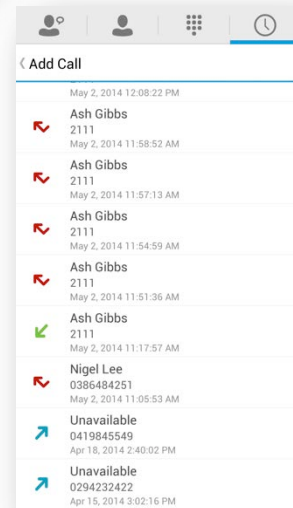 Add Call
May 2, 2014 12:08:22 PM
Ash Gibbs
2111
May 2, 2014 11:58:52 AM
Ash Gibbs
2111
May 2, 2014 11:57:13 AM
Ash Gibbs
2111
May 2, 2014 11:54:59 AM
Ash Gibbs
2111
May 2, 2014 11:51:36 AM
Ash Gibbs
2111
May 2, 2014 11:17:57 AM
Nigel Lee
0386484251
May 2, 2014 11:05:53 AM
Unavailable
0419845549
Apr 18, 2014 2:40:02 PM
Unavailable
0294232422
Apr 15, 2014 3:02:16 PM